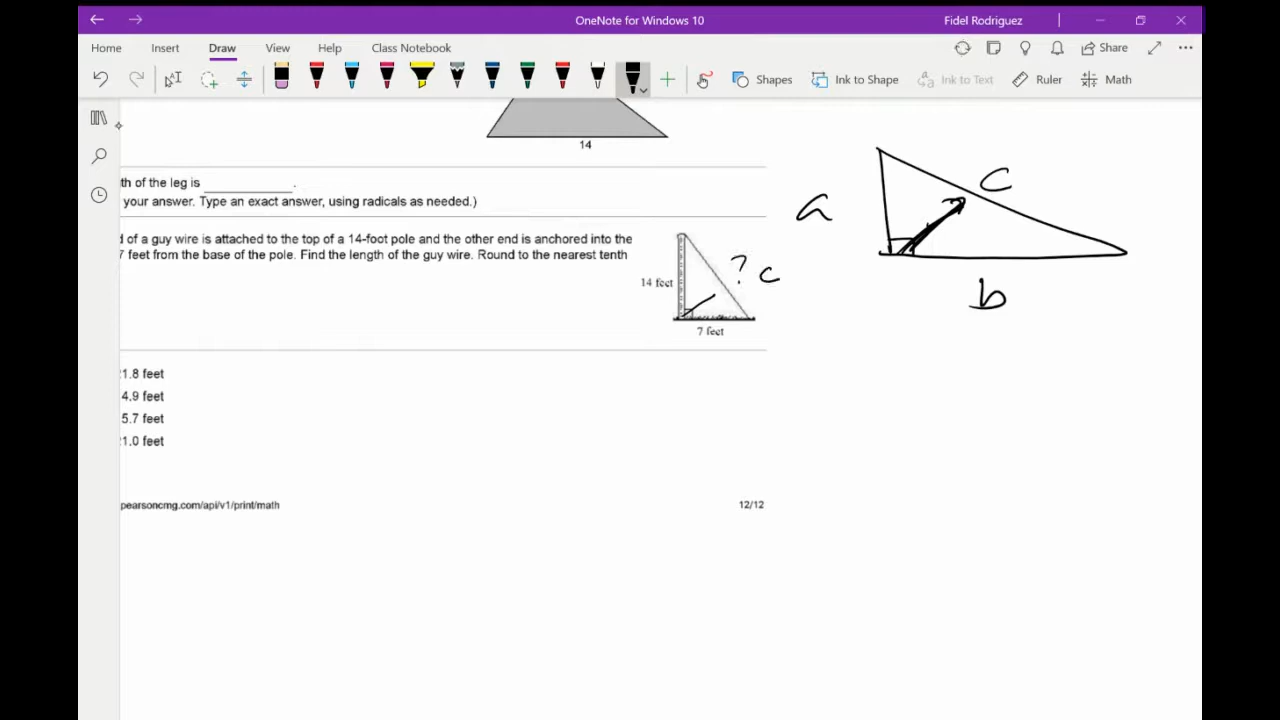 OneNote for Windows 10
Fidel Rodriguez
Home Insert Draw View Help Class Notebook Share
Shapes Ink to Shape Ink to Text Ruler Math
14
th of the leg is
your answer. Type an exact answer, using radicals as needed.)
d of a guy wire is attached to the top of a 14-foot pole and the other end is anchored into the
7 feet from the base of the pole. Find the length of the guy wire. Round to the nearest tenth
14 feet
? c
7 feet
a
c
b
21.8 feet
4.9 feet
5.7 feet
21.0 feet
pearsoncmg.com/api/v1/print/math
12/12